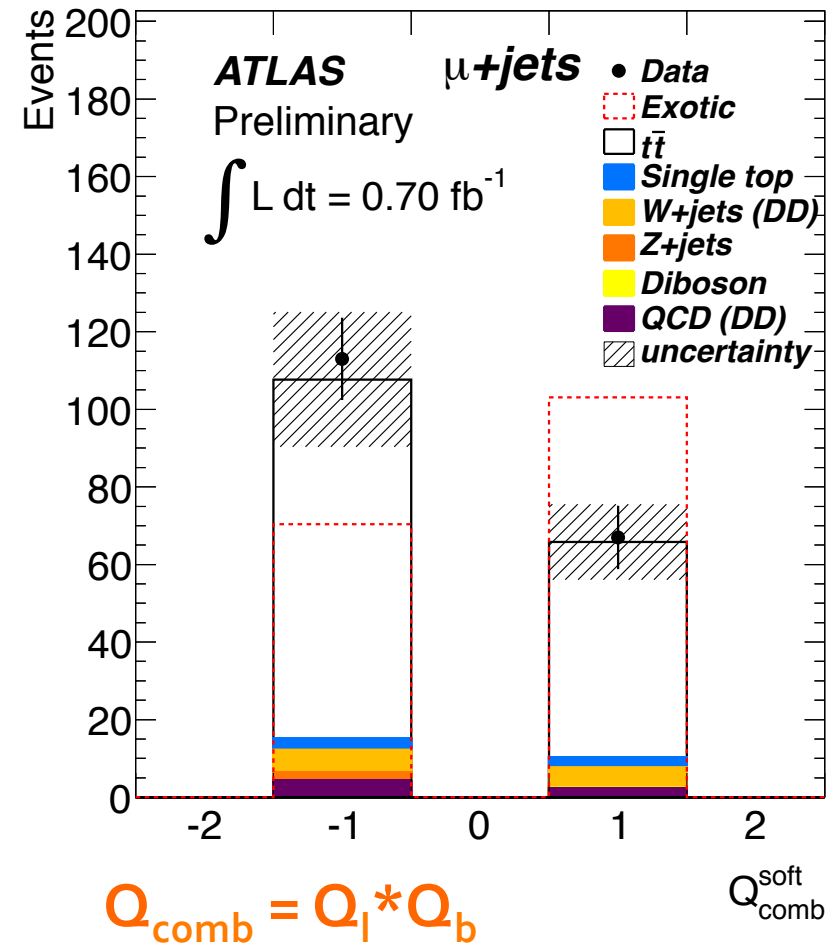 Events
200
180
160
140
120
100
80
60
40
20
0
ATLAS
Preliminary
∫ L dt = 0.70 fb⁻¹
μ+jets
Data
Exotic
tt̄
Single top
W+jets (DD)
Z+jets
Diboson
QCD (DD)
uncertainty
-2 -1 0 1 2
Q_comb^soft
Q_comb = Q_l*Q_b